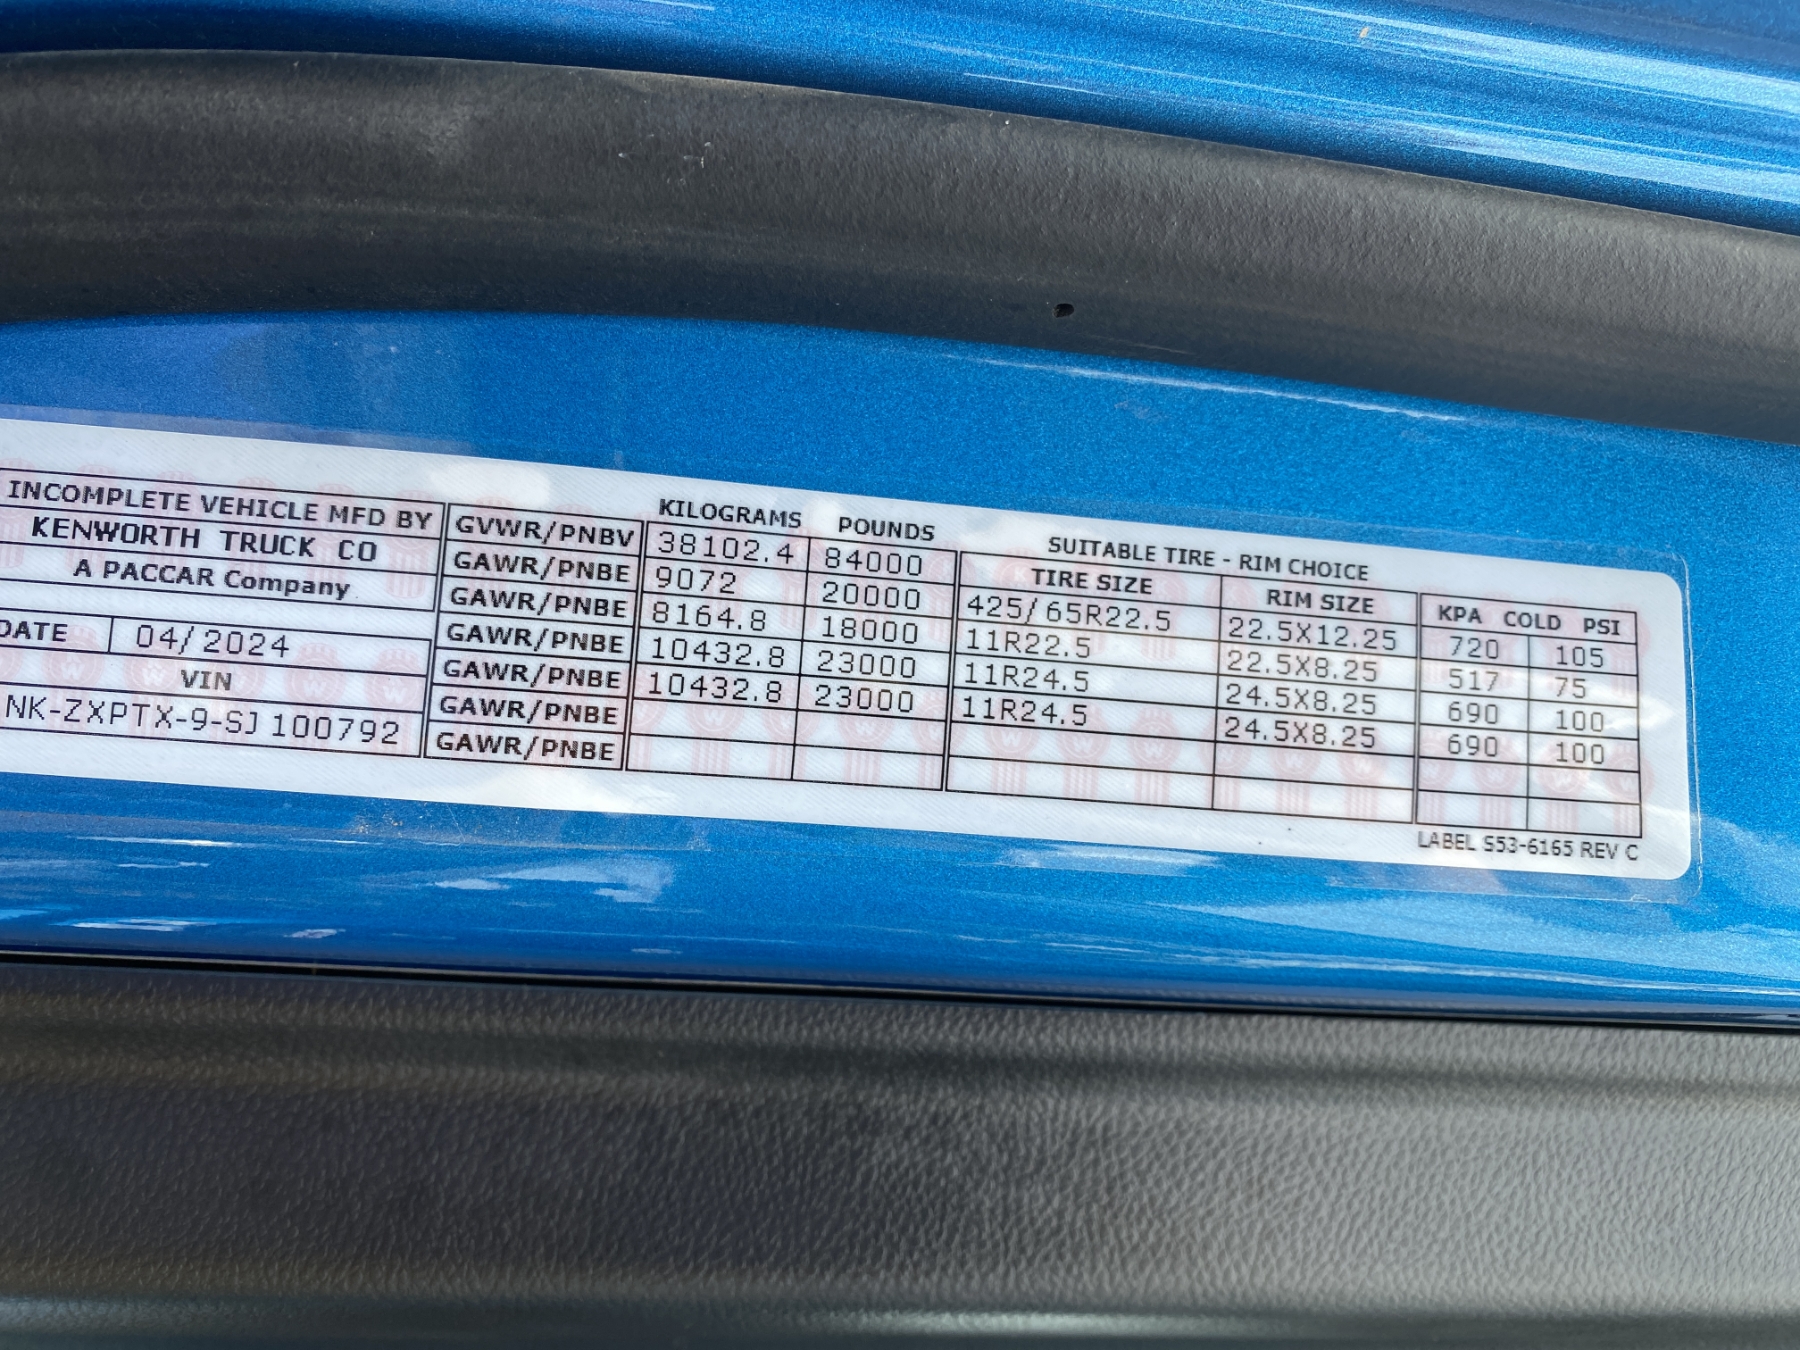 INCOMPLETE VEHICLE MFD BY
KENWORTH TRUCK CO
A PACCAR Company
DATE 04/2024
VIN
NK-ZXPTX-9-SJ100792
KILOGRAMS POUNDS
GVWR/PNBV 38102.4 84000
SUITABLE TIRE - RIM CHOICE
TIRE SIZE RIM SIZE KPA COLD PSI
GAWR/PNBE 9072 20000 425/65R22.5 22.5X12.25 720 105
GAWR/PNBE 8164.8 18000 11R22.5 22.5X8.25 517 75
GAWR/PNBE 10432.8 23000 11R24.5 24.5X8.25 690 100
GAWR/PNBE 10432.8 23000 11R24.5 24.5X8.25 690 100
GAWR/PNBE
GAWR/PNBE
LABEL S53-6165 REV C